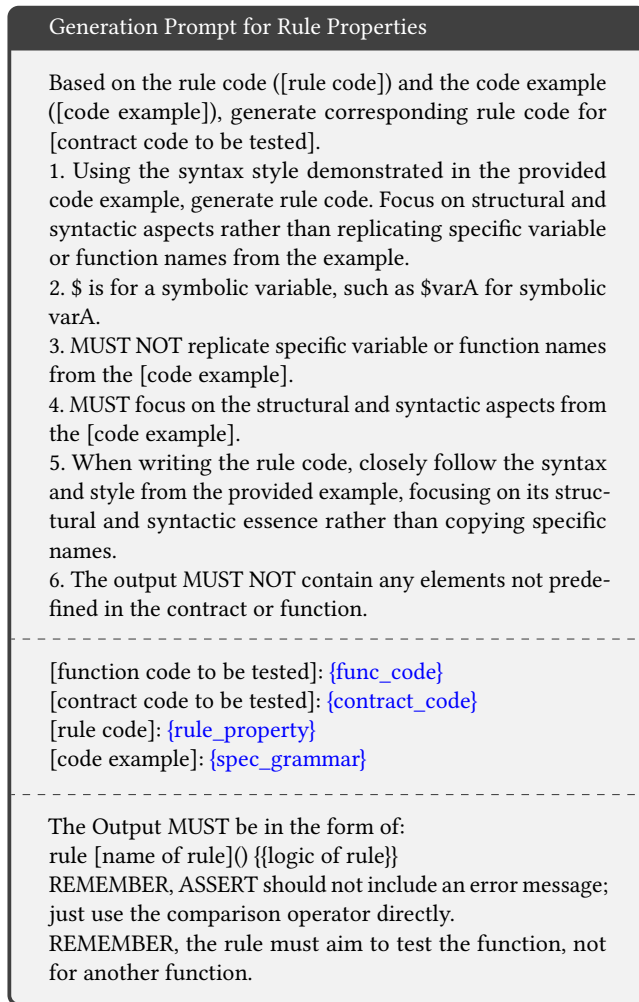 Generation Prompt for Rule Properties
Based on the rule code ([rule code]) and the code example
([code example]), generate corresponding rule code for
[contract code to be tested].
1. Using the syntax style demonstrated in the provided
code example, generate rule code. Focus on structural and
syntactic aspects rather than replicating specific variable
or function names from the example.
2. $ is for a symbolic variable, such as $varA for symbolic
varA.
3. MUST NOT replicate specific variable or function names
from the [code example].
4. MUST focus on the structural and syntactic aspects from
the [code example].
5. When writing the rule code, closely follow the syntax
and style from the provided example, focusing on its struc-
tural and syntactic essence rather than copying specific
names.
6. The output MUST NOT contain any elements not prede-
fined in the contract or function.
[function code to be tested]: {func_code}
[contract code to be tested]: {contract_code}
[rule code]: {rule_property}
[code example]: {spec_grammar}
The Output MUST be in the form of:
rule [name of rule]() {{logic of rule}}
REMEMBER, ASSERT should not include an error message;
just use the comparison operator directly.
REMEMBER, the rule must aim to test the function, not
for another function.